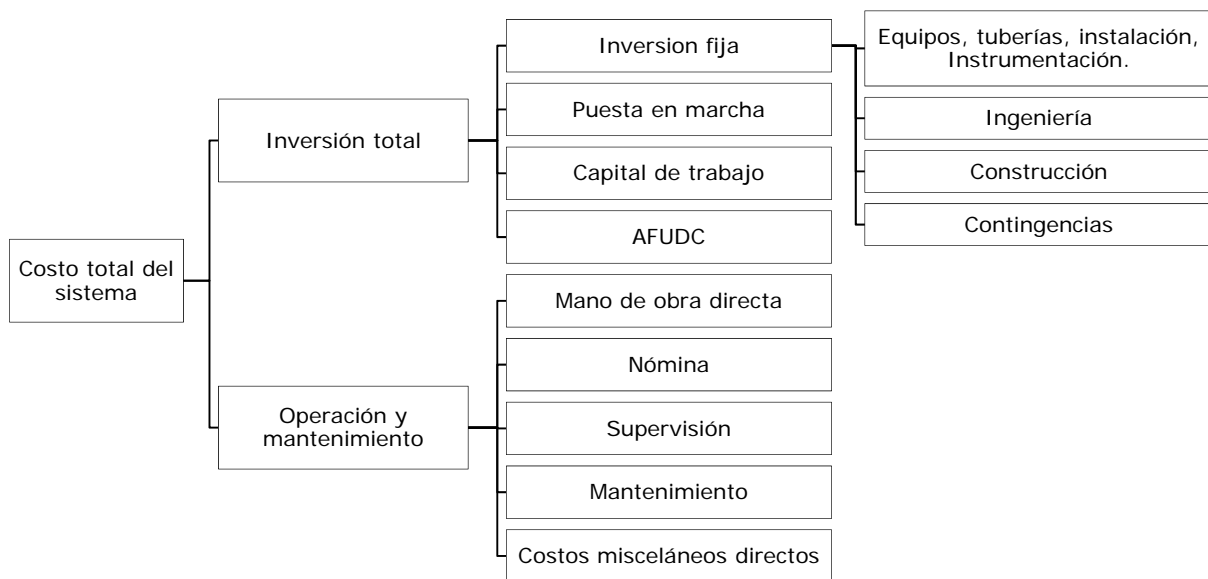 Costo total del
sistema
Inversión total
Inversion fija
Equipos, tuberías, instalación,
Instrumentación.
Ingeniería
Construcción
Contingencias
Puesta en marcha
Capital de trabajo
AFUDC
Operación y
mantenimiento
Mano de obra directa
Nómina
Supervisión
Mantenimiento
Costos misceláneos directos